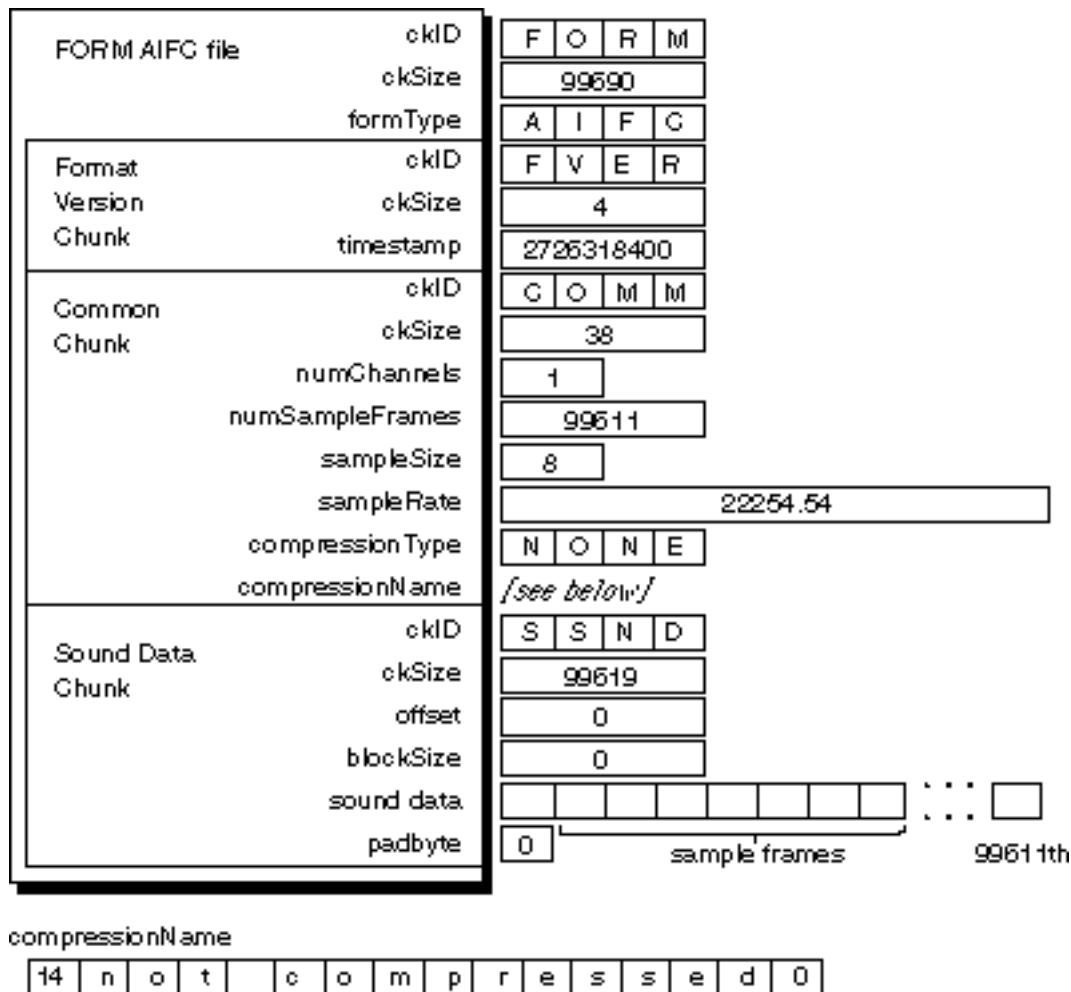 FORM AIFC file
ckID F O R M
ckSize 99690
formType A I F C
Format Version Chunk
ckID F V E R
ckSize 4
timestamp 2726318400
Common Chunk
ckID C O M M
ckSize 38
numChannels 1
numSampleFrames 99611
sampleSize 8
sampleRate 22254.54
compressionType N O N E
compressionName [see below]
Sound Data Chunk
ckID S S N D
ckSize 99619
offset 0
blockSize 0
sound data
padbyte 0
sample frames 99611th
compressionName
14 n o t c o m p r e s s e d 0